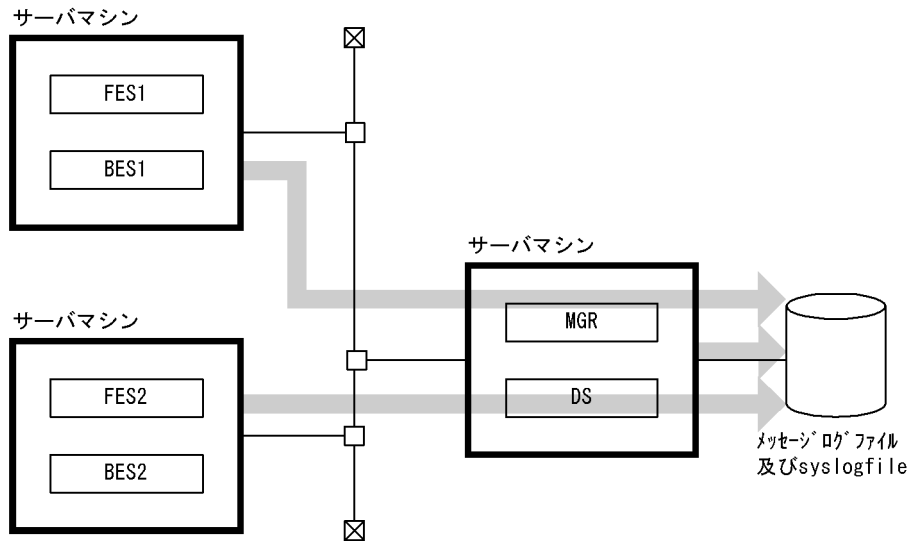 サーバマシン
FES1
BES1
サーバマシン
FES2
BES2
サーバマシン
MGR
DS
ﾒｯｾｰｼﾞﾛｸﾞﾌｧｲﾙ
及びsyslogfile